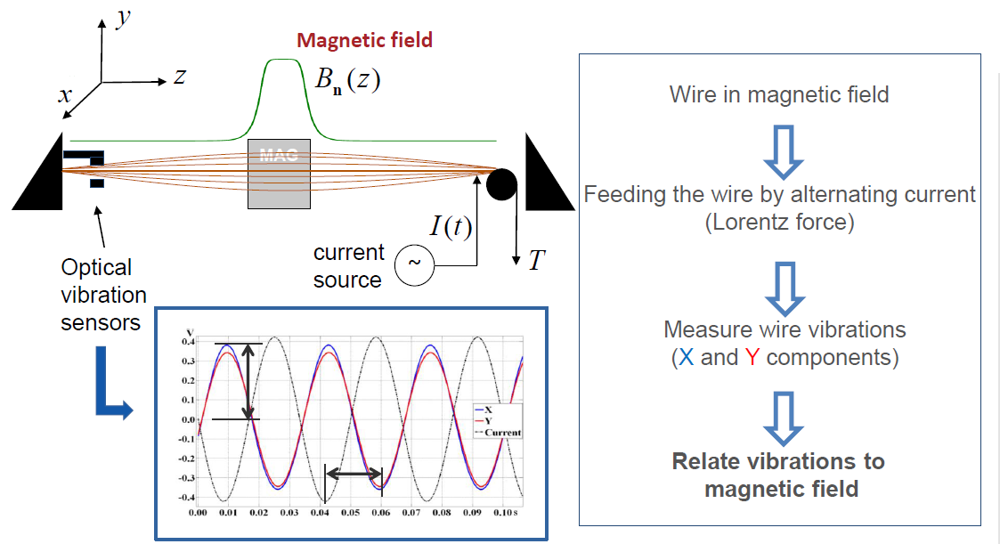 y
Magnetic field
B_n(z)
z
x
MAG
I(t)
current
source
~
T
Optical
vibration
sensors
V
0.4
0.3
0.2
0.1
0.0
-0.1
-0.2
-0.3
-0.4
X
Y
Current
0.00 0.01 0.02 0.03 0.04 0.05 0.06 0.07 0.08 0.09 0.10 s
Wire in magnetic field
Feeding the wire by alternating current
(Lorentz force)
Measure wire vibrations
(X and Y components)
Relate vibrations to
magnetic field